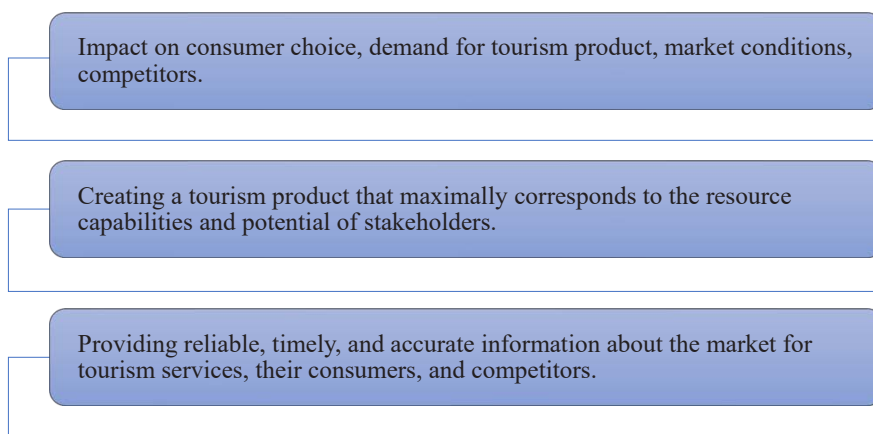 Impact on consumer choice, demand for tourism product, market conditions,
competitors.
Creating a tourism product that maximally corresponds to the resource
capabilities and potential of stakeholders.
Providing reliable, timely, and accurate information about the market for
tourism services, their consumers, and competitors.